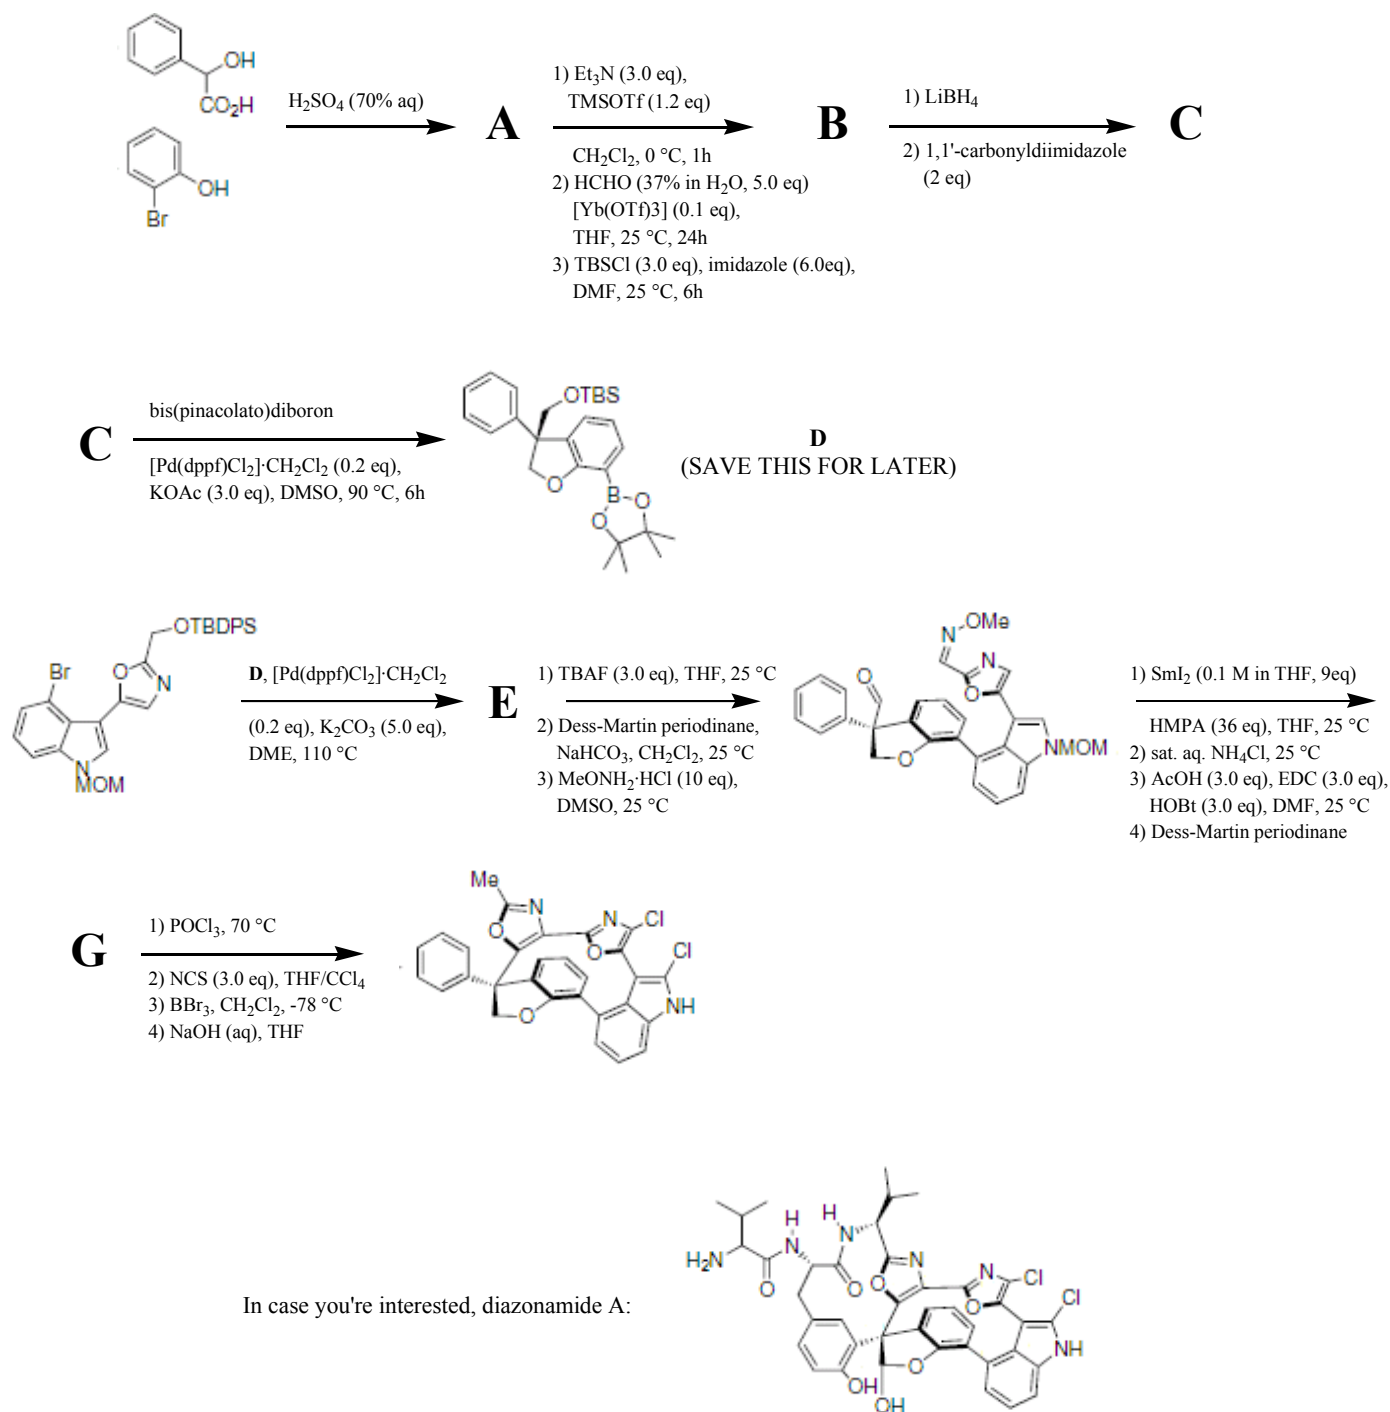 OH
CO2H
OH
Br
H2SO4 (70% aq)
A
1) Et3N (3.0 eq),
TMSOTf (1.2 eq)
CH2Cl2, 0 °C, 1h
2) HCHO (37% in H2O, 5.0 eq)
[Yb(OTf)3] (0.1 eq),
THF, 25 °C, 24h
3) TBSCl (3.0 eq), imidazole (6.0eq),
DMF, 25 °C, 6h
B
1) LiBH4
2) 1,1'-carbonyldiimidazole
(2 eq)
C
C
bis(pinacolato)diboron
[Pd(dppf)Cl2]·CH2Cl2 (0.2 eq),
KOAc (3.0 eq), DMSO, 90 °C, 6h
OTBS
O
B
O
O
D
(SAVE THIS FOR LATER)
OTBDPS
Br
O
N
N
MOM
D, [Pd(dppf)Cl2]·CH2Cl2
(0.2 eq), K2CO3 (5.0 eq),
DME, 110 °C
E
1) TBAF (3.0 eq), THF, 25 °C
2) Dess-Martin periodinane,
NaHCO3, CH2Cl2, 25 °C
3) MeONH2·HCl (10 eq),
DMSO, 25 °C
OMe
N
N
O
O
O
NMOM
1) SmI2 (0.1 M in THF, 9eq)
HMPA (36 eq), THF, 25 °C
2) sat. aq. NH4Cl, 25 °C
3) AcOH (3.0 eq), EDC (3.0 eq),
HOBt (3.0 eq), DMF, 25 °C
4) Dess-Martin periodinane
G
1) POCl3, 70 °C
2) NCS (3.0 eq), THF/CCl4
3) BBr3, CH2Cl2, -78 °C
4) NaOH (aq), THF
Me
N
O
N
Cl
O
Cl
O
NH
In case you're interested, diazonamide A:
H2N
O
H
N
H
N
O
N
O
N
Cl
O
Cl
O
NH
OH
OH